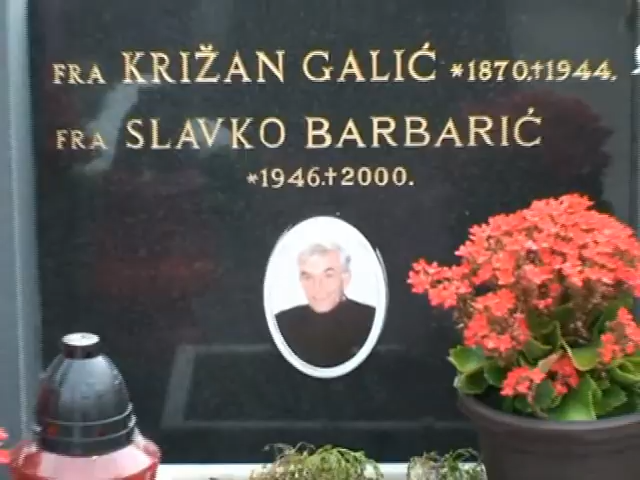 FRA KRIŽAN GALIĆ *1870.†1944.
FRA SLAVKO BARBARIĆ
*1946.†2000.